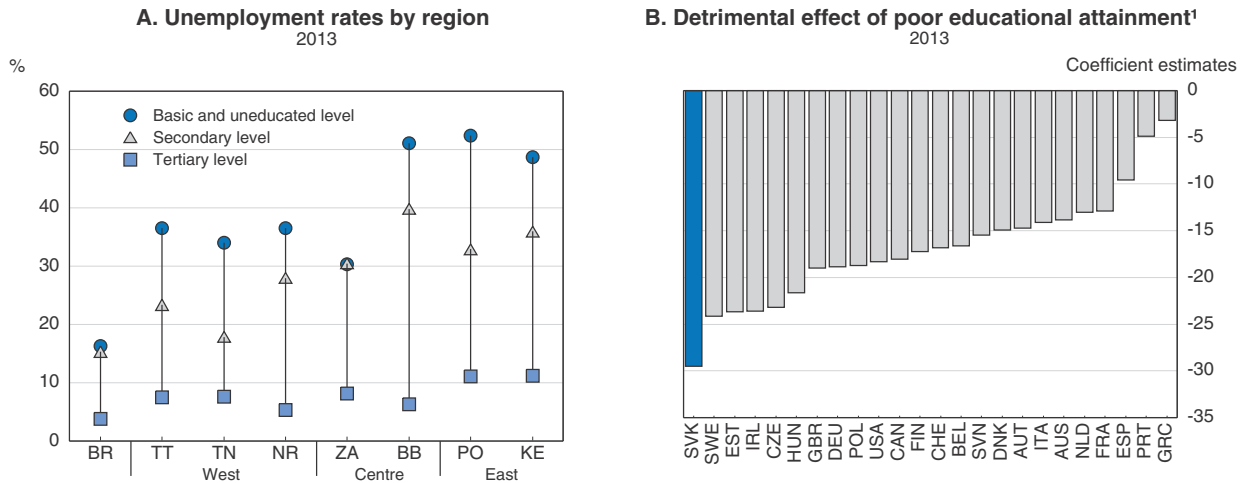 A. Unemployment rates by region
2013
%
60
50
40
30
20
10
0
Basic and uneducated level
Secondary level
Tertiary level
BR TT TN NR ZA BB PO KE
West Centre East
B. Detrimental effect of poor educational attainment¹
2013
Coefficient estimates
0
-5
-10
-15
-20
-25
-30
-35
SVK SWE EST IRL CZE HUN GBR DEU POL USA CAN FIN CHE BEL SVN DNK AUT ITA AUS NLD FRA ESP PRT GRC